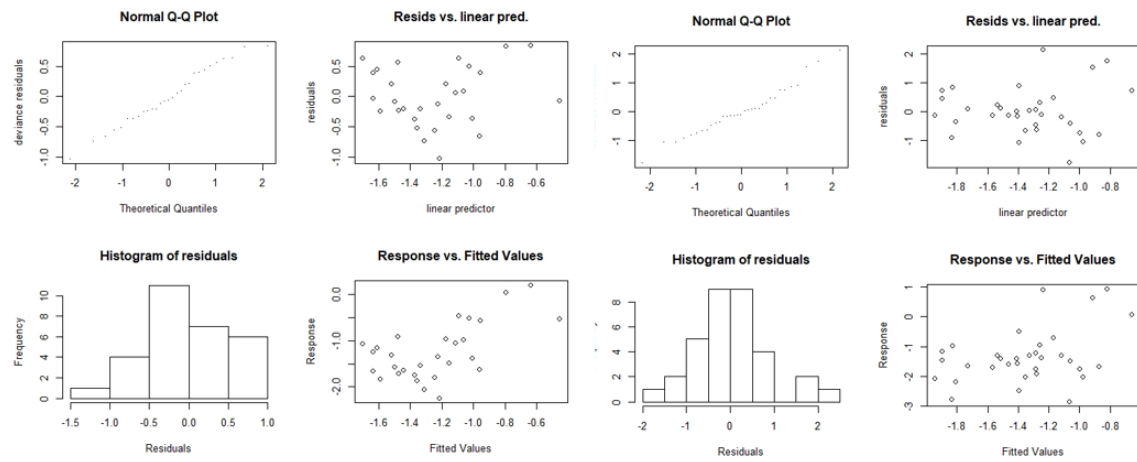 Normal Q-Q Plot
deviance residuals
0.5
0.0
-1.0
-2 -1 0 1 2
Theoretical Quantiles
Resids vs. linear pred.
residuals
0.5
0.0
-1.0
-1.6 -1.4 -1.2 -1.0 -0.8 -0.6
linear predictor
Normal Q-Q Plot
2
1
0
-1
-2 -1 0 1 2
Theoretical Quantiles
Resids vs. linear pred.
residuals
2
1
0
-1
-1.8 -1.6 -1.4 -1.2 -1.0 -0.8
linear predictor
Histogram of residuals
Frequency
10
8
6
4
2
0
-1.5 -1.0 -0.5 0.0 0.5 1.0
Residuals
Response vs. Fitted Values
Response
0.0
-1.0
-2.0
-1.6 -1.4 -1.2 -1.0 -0.8 -0.6
Fitted Values
Histogram of residuals
8
6
4
2
0
-2 -1 0 1 2
Residuals
Response vs. Fitted Values
Response
1
0
-1
-2
-3
-1.8 -1.6 -1.4 -1.2 -1.0 -0.8
Fitted Values